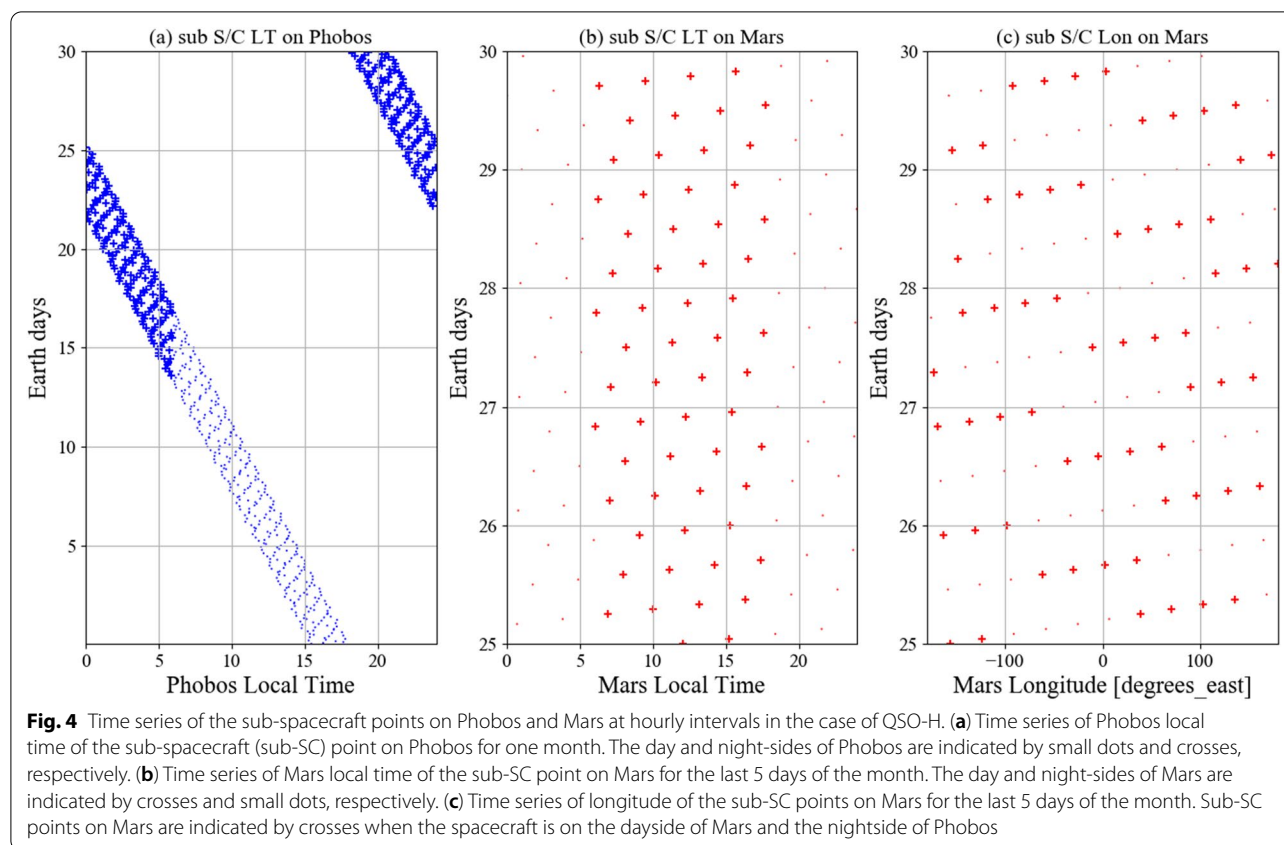 (a) sub S/C LT on Phobos
(b) sub S/C LT on Mars
(c) sub S/C Lon on Mars
30
25
20
15
10
5
Earth days
0
5
10
15
20
Phobos Local Time
30
29
28
27
26
25
Earth days
0
5
10
15
20
Mars Local Time
30
29
28
27
26
25
Earth days
−100
0
100
Mars Longitude [degrees_east]
Fig. 4 Time series of the sub-spacecraft points on Phobos and Mars at hourly intervals in the case of QSO-H. (a) Time series of Phobos local
time of the sub-spacecraft (sub-SC) point on Phobos for one month. The day and night-sides of Phobos are indicated by small dots and crosses,
respectively. (b) Time series of Mars local time of the sub-SC point on Mars for the last 5 days of the month. The day and night-sides of Mars are
indicated by crosses and small dots, respectively. (c) Time series of longitude of the sub-SC points on Mars for the last 5 days of the month. Sub-SC
points on Mars are indicated by crosses when the spacecraft is on the dayside of Mars and the nightside of Phobos